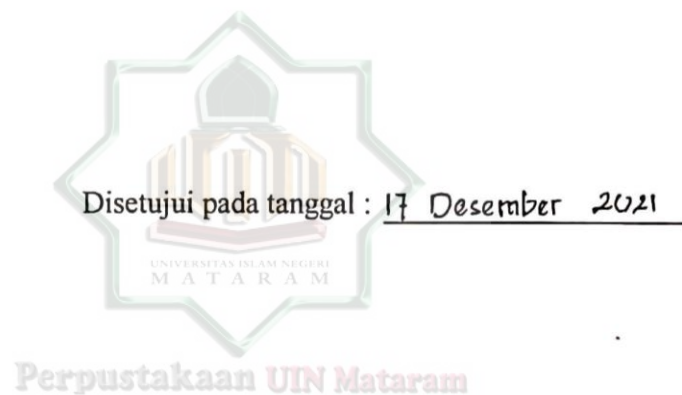 Disetujui pada tanggal : 17 Desember 2021
UNIVERSITAS ISLAM NEGERI
MATARAM
Perpustakaan UIN Mataram